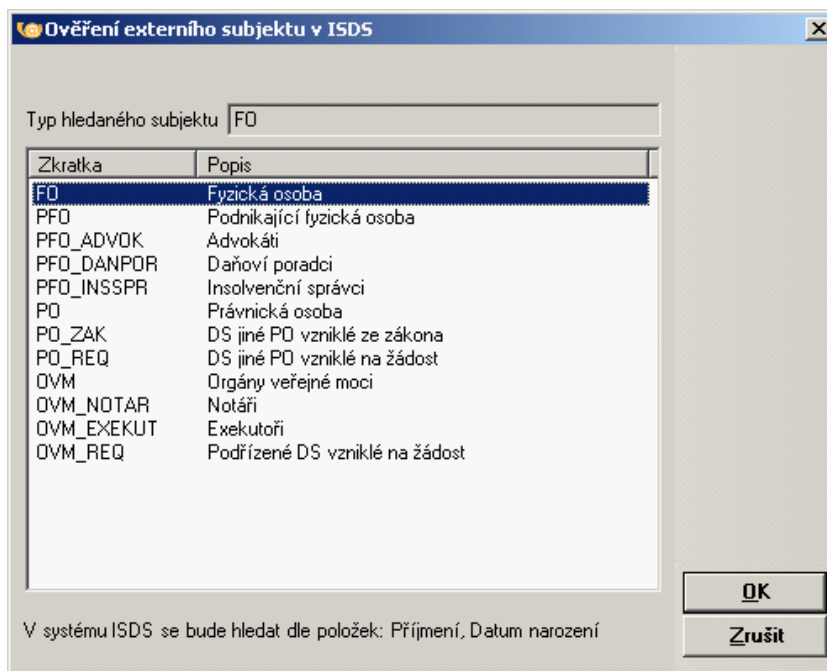 Ověření externího subjektu v ISDS
Typ hledaného subjektu FO
Zkratka Popis
FO Fyzická osoba
PFO Podnikající fyzická osoba
PFO_ADVOK Advokáti
PFO_DANPOR Daňoví poradci
PFO_INSSPR Insolvenční správci
PO Právnická osoba
PO_ZAK DS jiné PO vzniklé ze zákona
PO_REQ DS jiné PO vzniklé na žádost
OVM Orgány veřejné moci
OVM_NOTAR Notáři
OVM_EXEKUT Exekutoři
OVM_REQ Podřízené DS vzniklé na žádost
OK
V systému ISDS se bude hledat dle položek: Příjmení, Datum narození
Zrušit